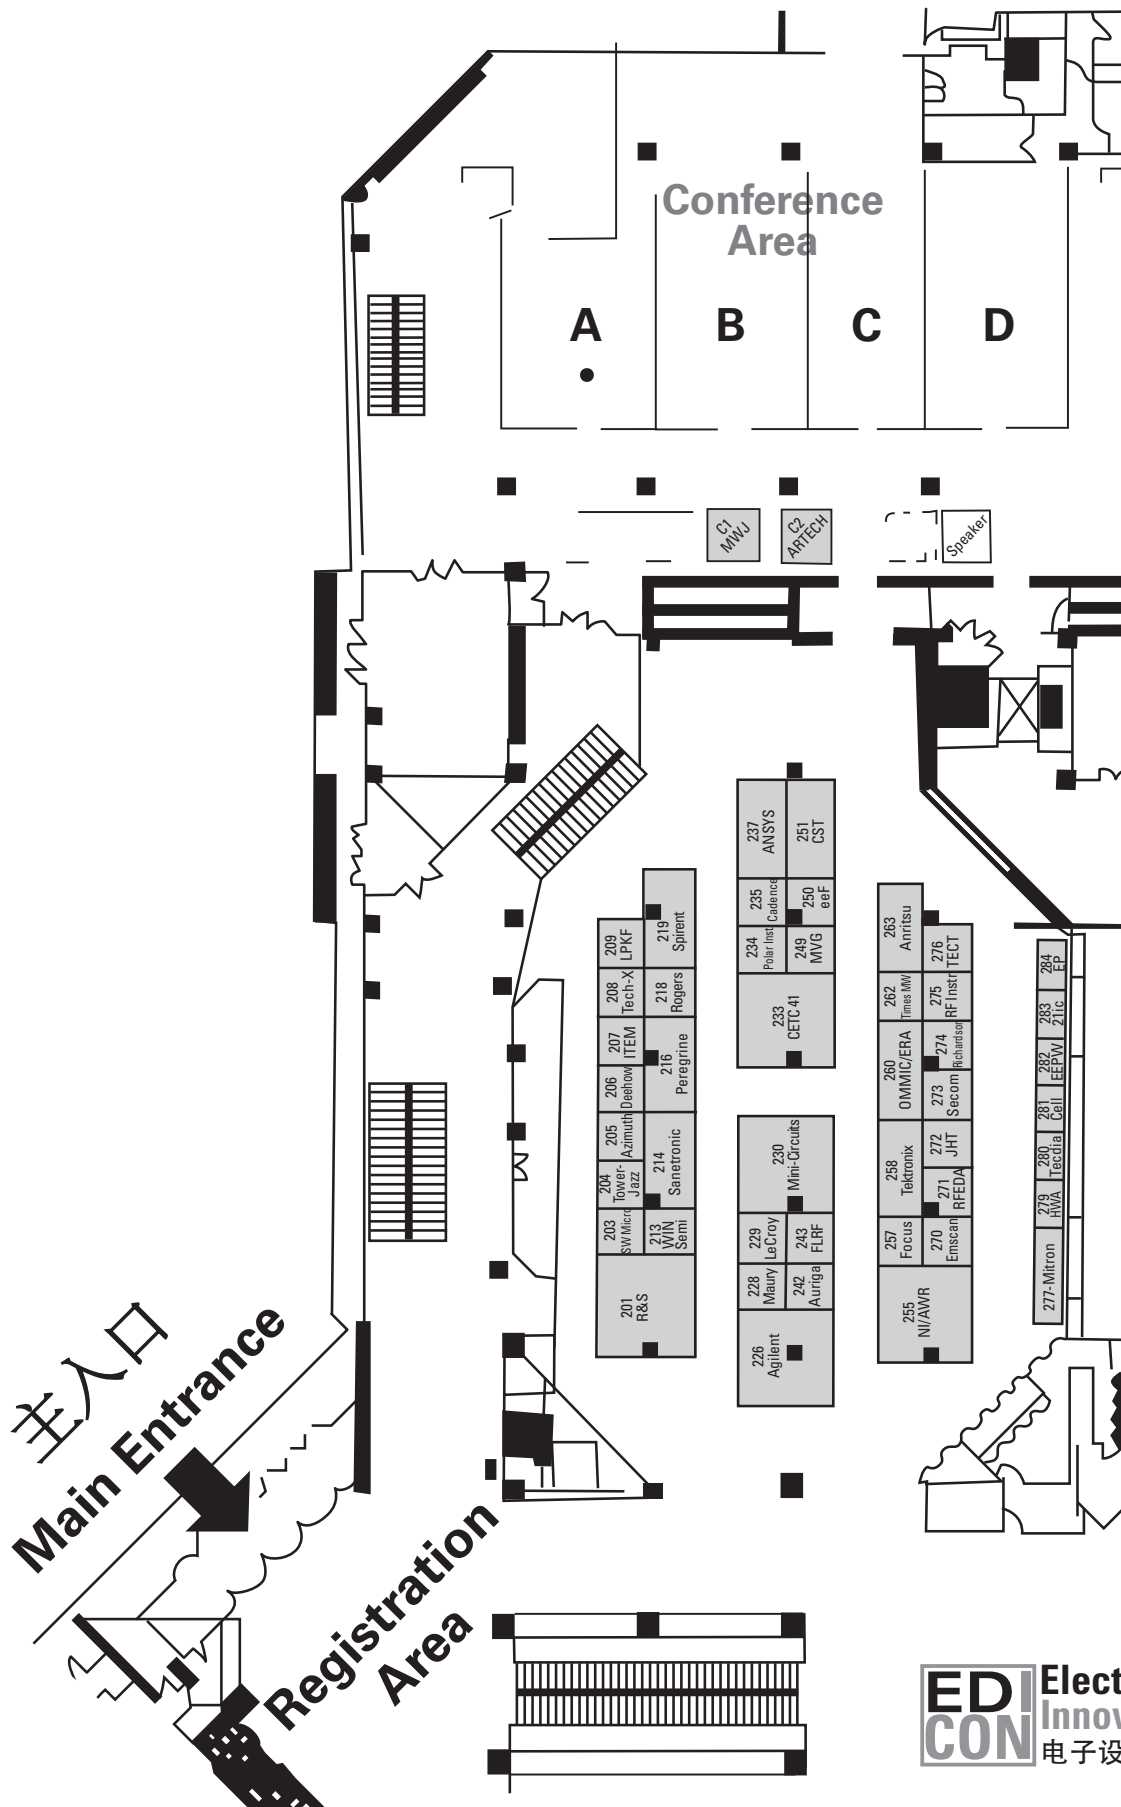 Conference
Area
A
B
C
D
C1
MWJ
C2
ARTECH
Speaker
237
ANSYS
251
CST
235
Cadence
250
eeF
234
Polar Inst
249
MVG
233
CETC 41
219
Spirent
209
LPKF
208
Tech-X
218
Rogers
207
ITEM
216
Peregrine
206
Deehow
205
Azimuth
214
Sanetronic
204
Tower-
Jazz
203
SW Micro
213
WIN
Semi
201
R&S
230
Mini-Circuits
229
LeCroy
243
FLRF
228
Maury
242
Auriga
226
Agilent
263
Anritsu
276
TECT
262
Times MW
275
RF Instr
260
OMMIC/ERA
274
Richardson
273
Secom
258
Tektronix
272
JHT
271
RFEDA
257
Focus
270
Emscan
255
NI/AWR
284
EP
283
21ic
282
EEPW
281
Cell
280
Tecdia
279
HWA
277- Mitron
主入口
Main Entrance
Registration
Area
EDI
CON
Elect
Innov
电子设